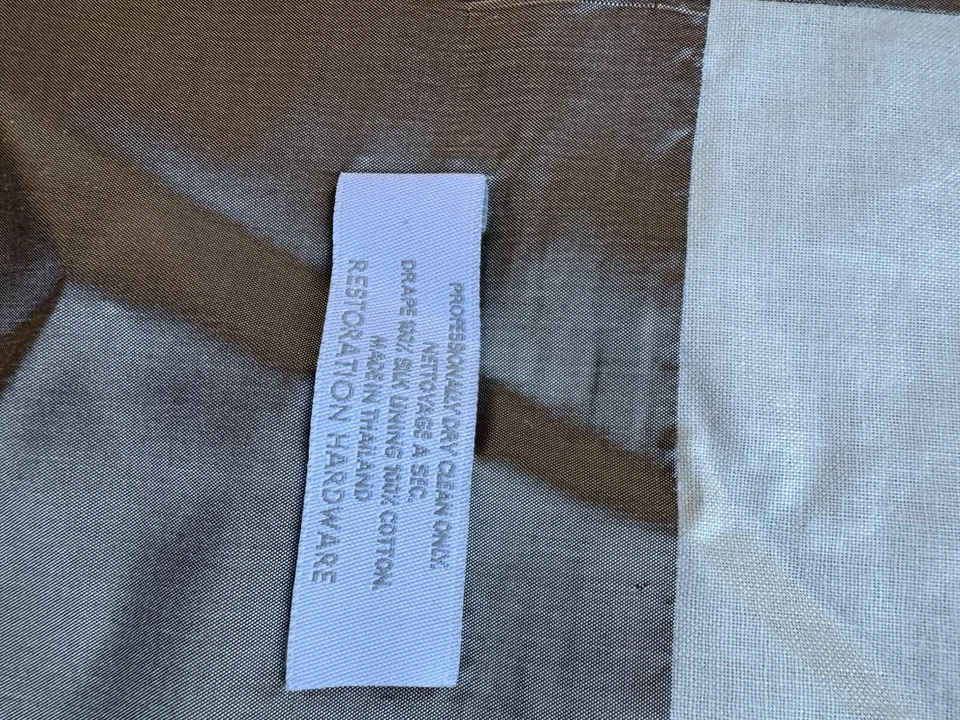 PROFESSIONALLY DRY CLEAN ONLY.
NETTOYAGE A SEC
DRAPE 100% SILK LINING 100% COTTON
MADE IN THAILAND
RESTORATION HARDWARE